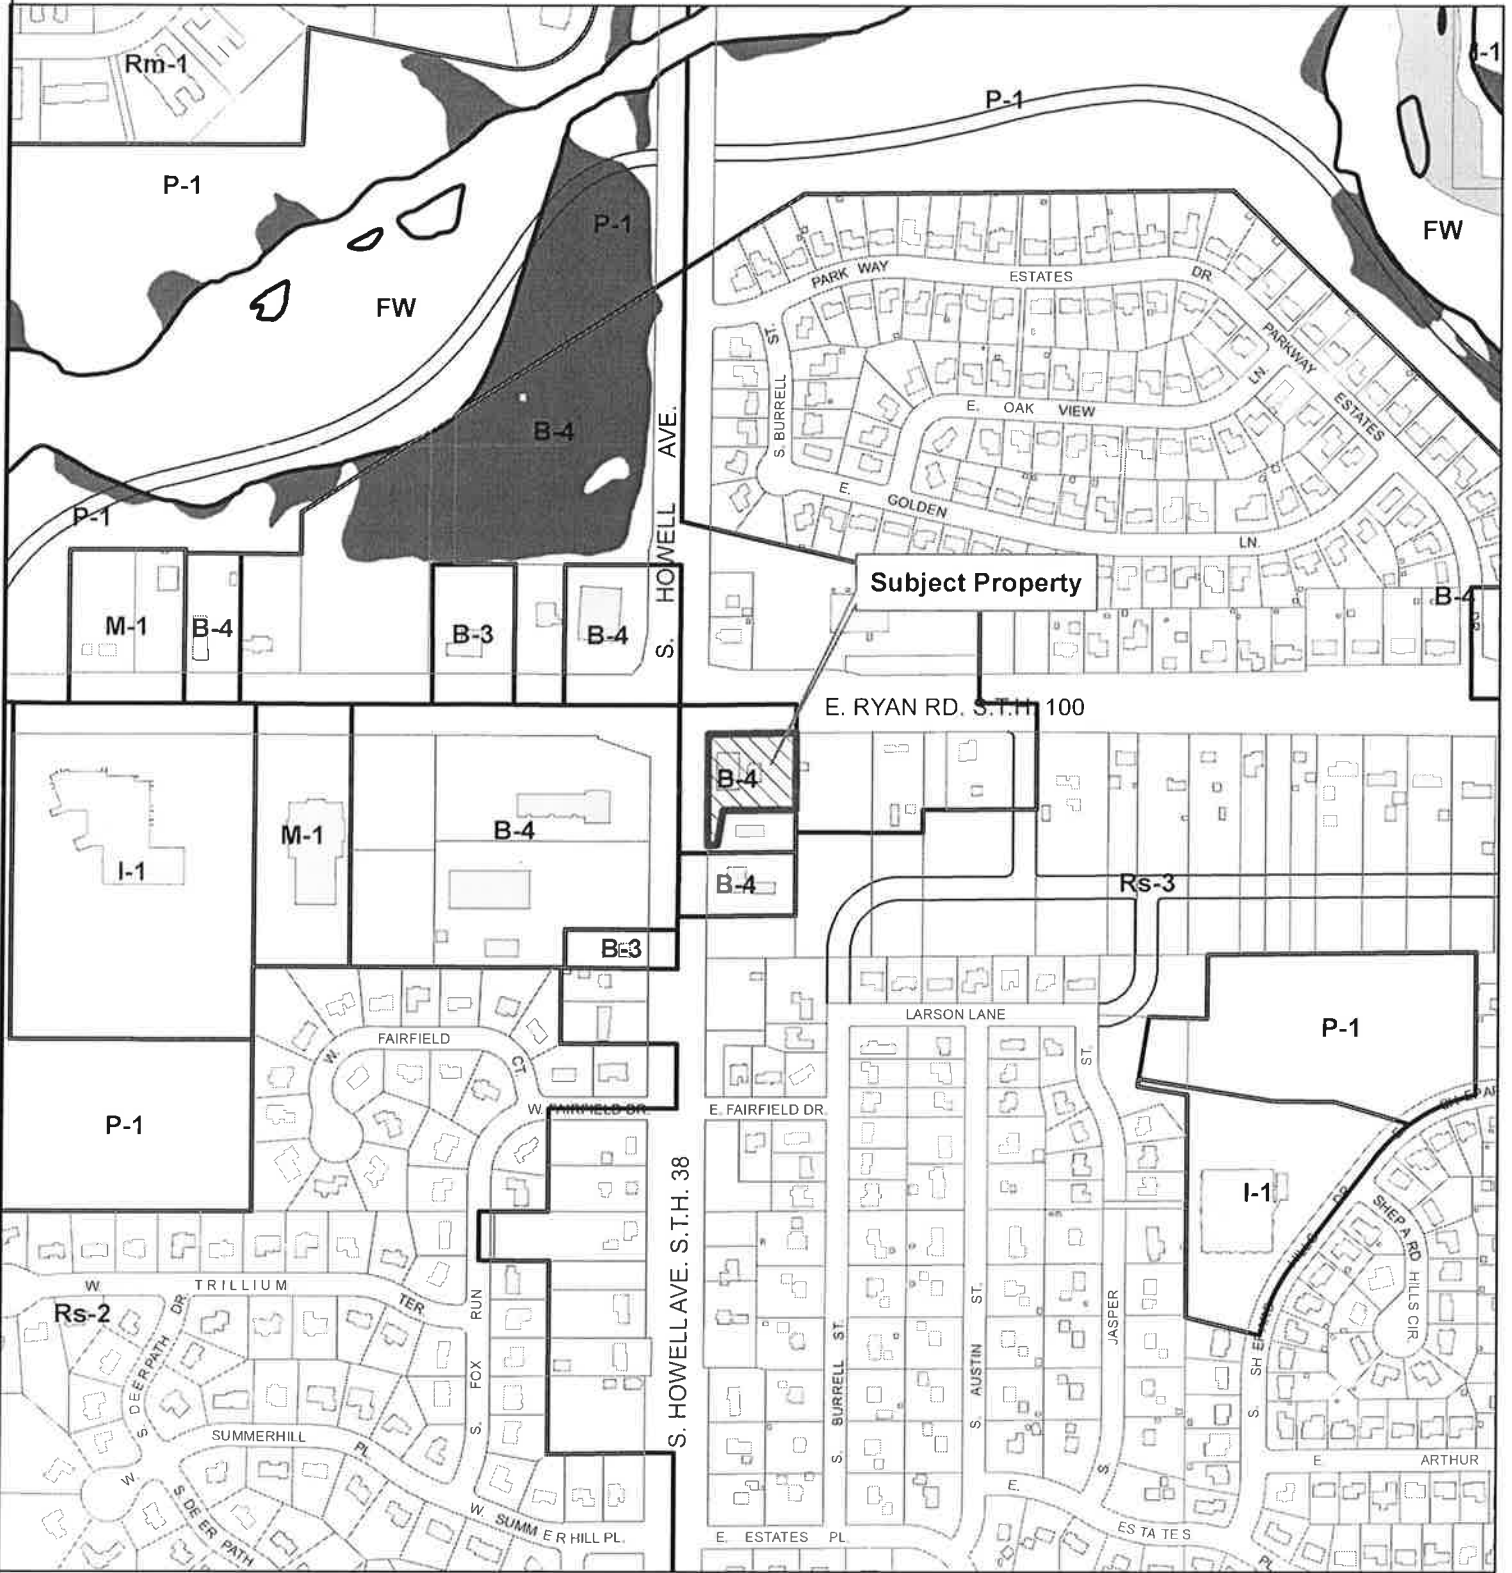 Rm-1
I-1
P-1
P-1
P-1
FW
FW
PARK WAY
ESTATES
DR.
PARKWAY
ESTATES
S. BURRELL
ST.
E. OAK VIEW
LN.
E. GOLDEN
LN.
B-4
P-1
S. HOWELL AVE.
Subject Property
M-1
B-4
B-3
B-4
B-4
E. RYAN RD. S.T.H. 100
B-4
I-1
M-1
B-4
B-4
Rs-3
B-3
LARSON LANE
P-1
W. FAIRFIELD CT.
W. FAIRFIELD DR.
E. FAIRFIELD DR.
P-1
S. HOWELL AVE. S.T.H. 38
I-1
SHEPARD HILLS CIR.
W. TRILLIUM TER.
Rs-2
S DEERPATH DR.
S. FOX RUN
S. BURRELL ST.
S. AUSTIN ST.
S JASPER ST.
SUMMERHILL PL.
W. SUMMERHILL PL.
W.
S DEER PATH
E. ESTATES PL.
E. ESTATES PL.
E ARTHUR